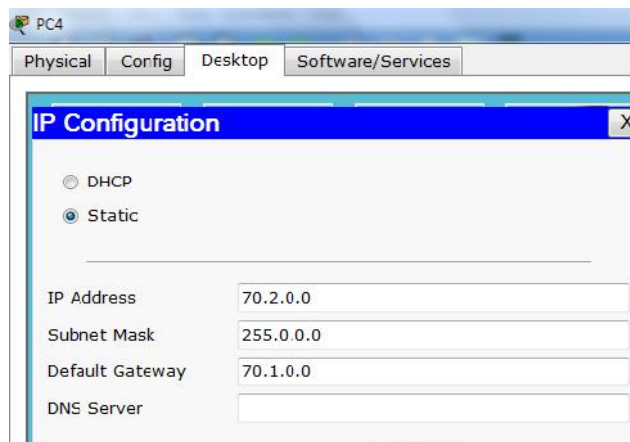 PC4
Physical Config Desktop Software/Services
IP Configuration X
DHCP
Static
IP Address 70.2.0.0
Subnet Mask 255.0.0.0
Default Gateway 70.1.0.0
DNS Server